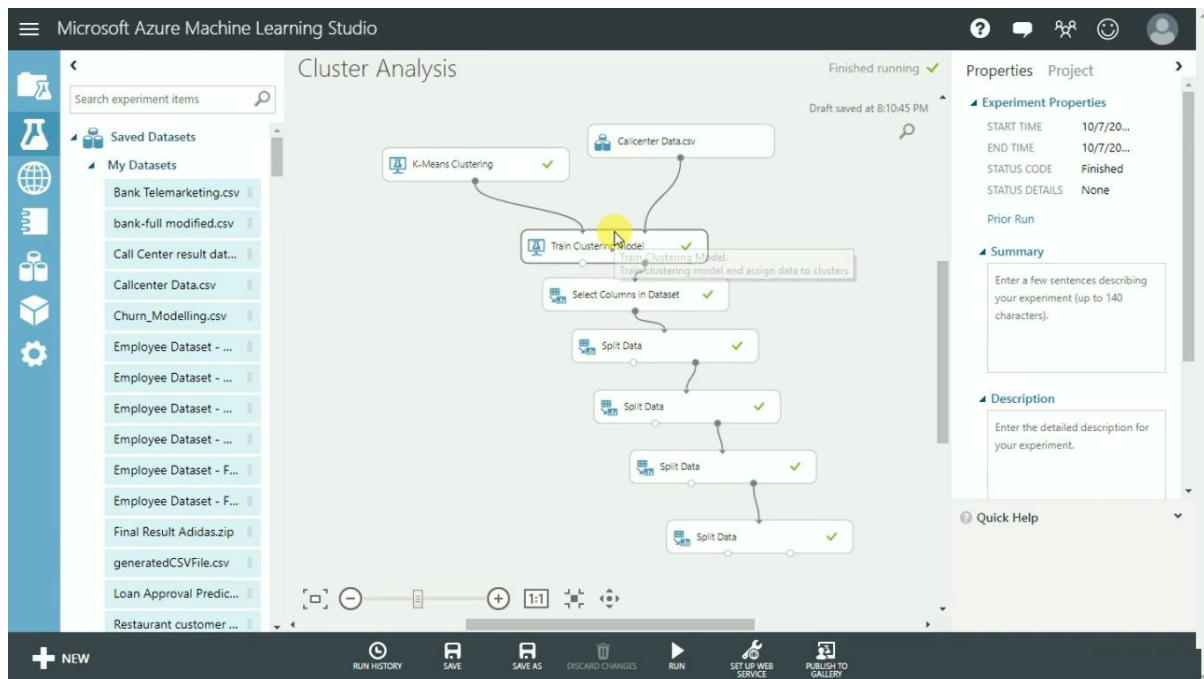 Microsoft Azure Machine Learning Studio
Search experiment items
Saved Datasets
My Datasets
Bank Telemarketing.csv
bank-full modified.csv
Call Center result dat...
Callcenter Data.csv
Churn_Modelling.csv
Employee Dataset - ...
Employee Dataset - ...
Employee Dataset - ...
Employee Dataset - ...
Employee Dataset - F...
Employee Dataset - F...
Final Result Adidas.zip
generatedCSVFile.csv
Loan Approval Predic...
Restaurant customer ...
Cluster Analysis
Finished running
Draft saved at 8:10:45 PM
Callcenter Data.csv
K-Means Clustering
Train Clustering Model
Train Clustering Model.
Train clustering model and assign data to clusters
Select Columns in Dataset
Split Data
Split Data
Split Data
Split Data
1:1
Properties Project
Experiment Properties
START TIME 10/7/20...
END TIME 10/7/20...
STATUS CODE Finished
STATUS DETAILS None
Prior Run
Summary
Enter a few sentences describing
your experiment (up to 140
characters).
Description
Enter the detailed description for
your experiment.
Quick Help
NEW
RUN HISTORY
SAVE
SAVE AS
DISCARD CHANGES
RUN
SET UP WEB
SERVICE
PUBLISH TO
GALLERY